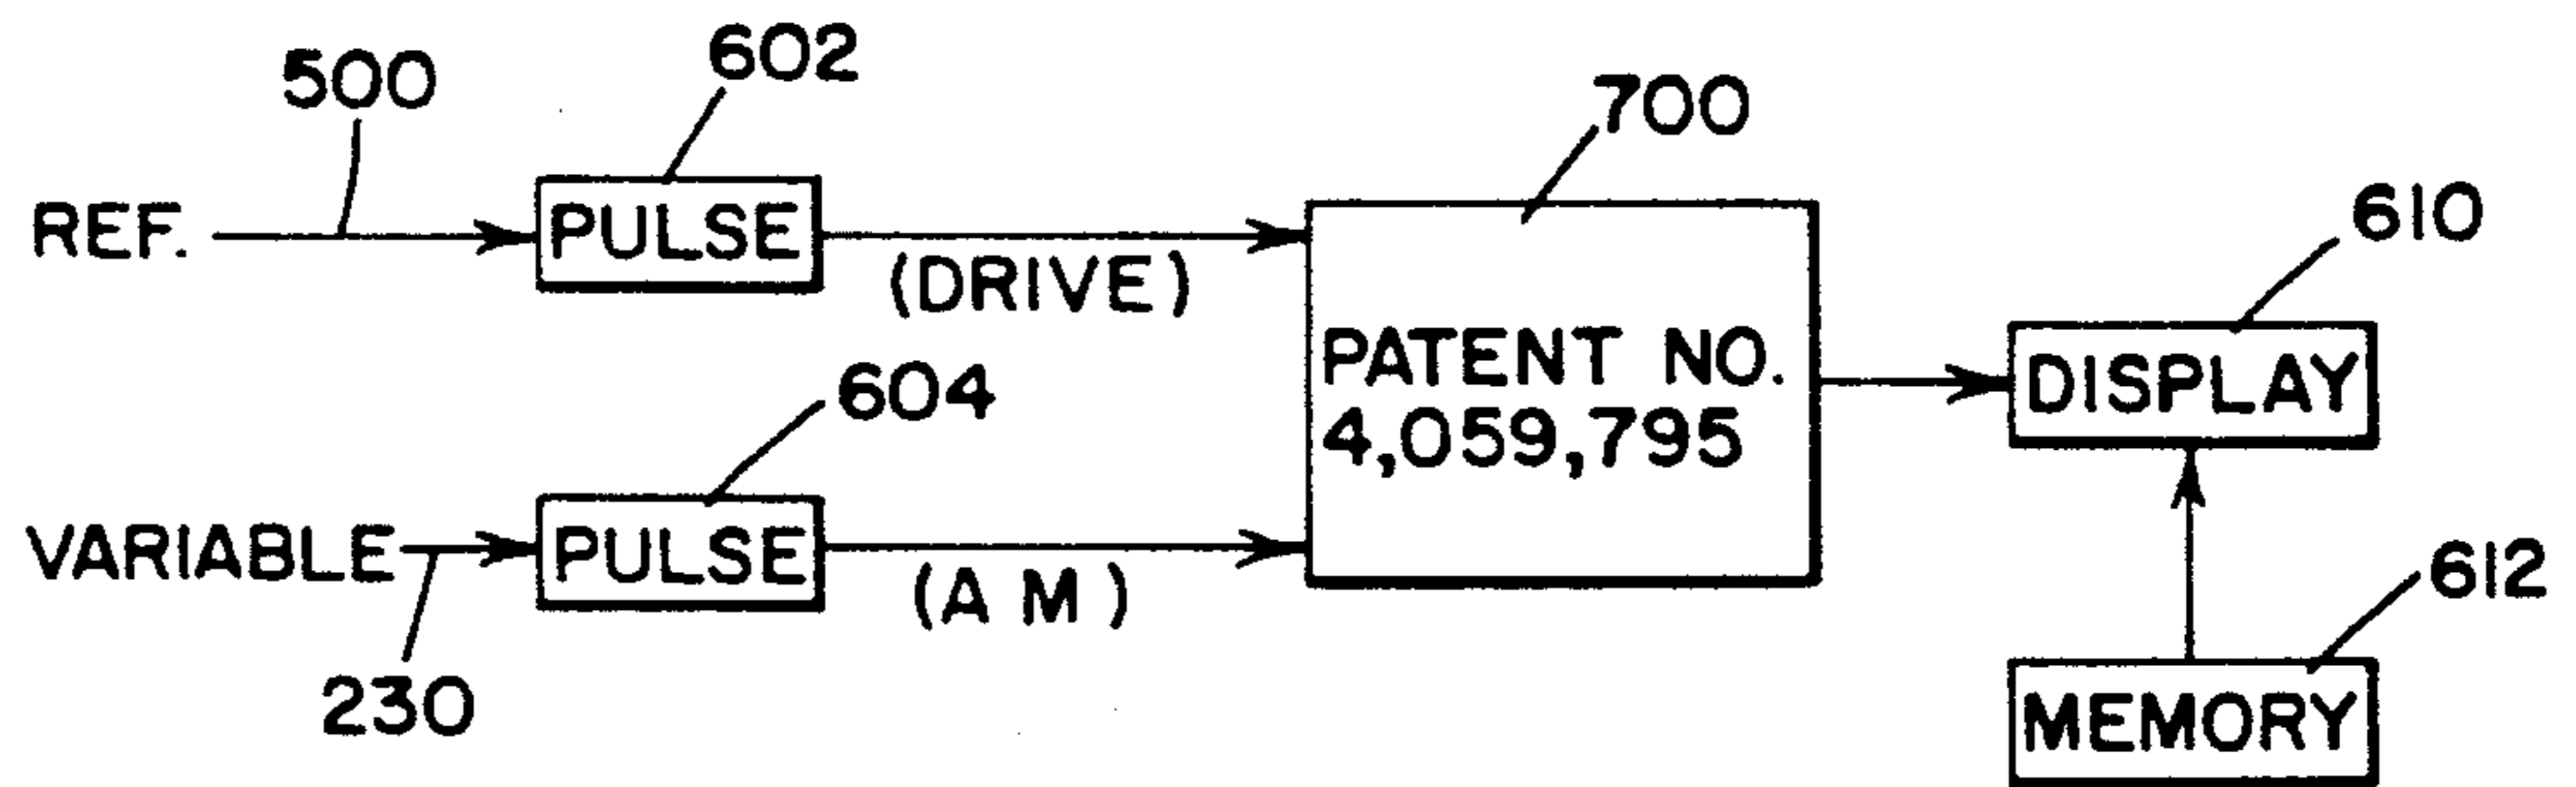 500
602
700
REF.
PULSE
(DRIVE)
610
PATENT NO.
4,059,795
DISPLAY
604
VARIABLE
PULSE
(AM)
230
612
MEMORY